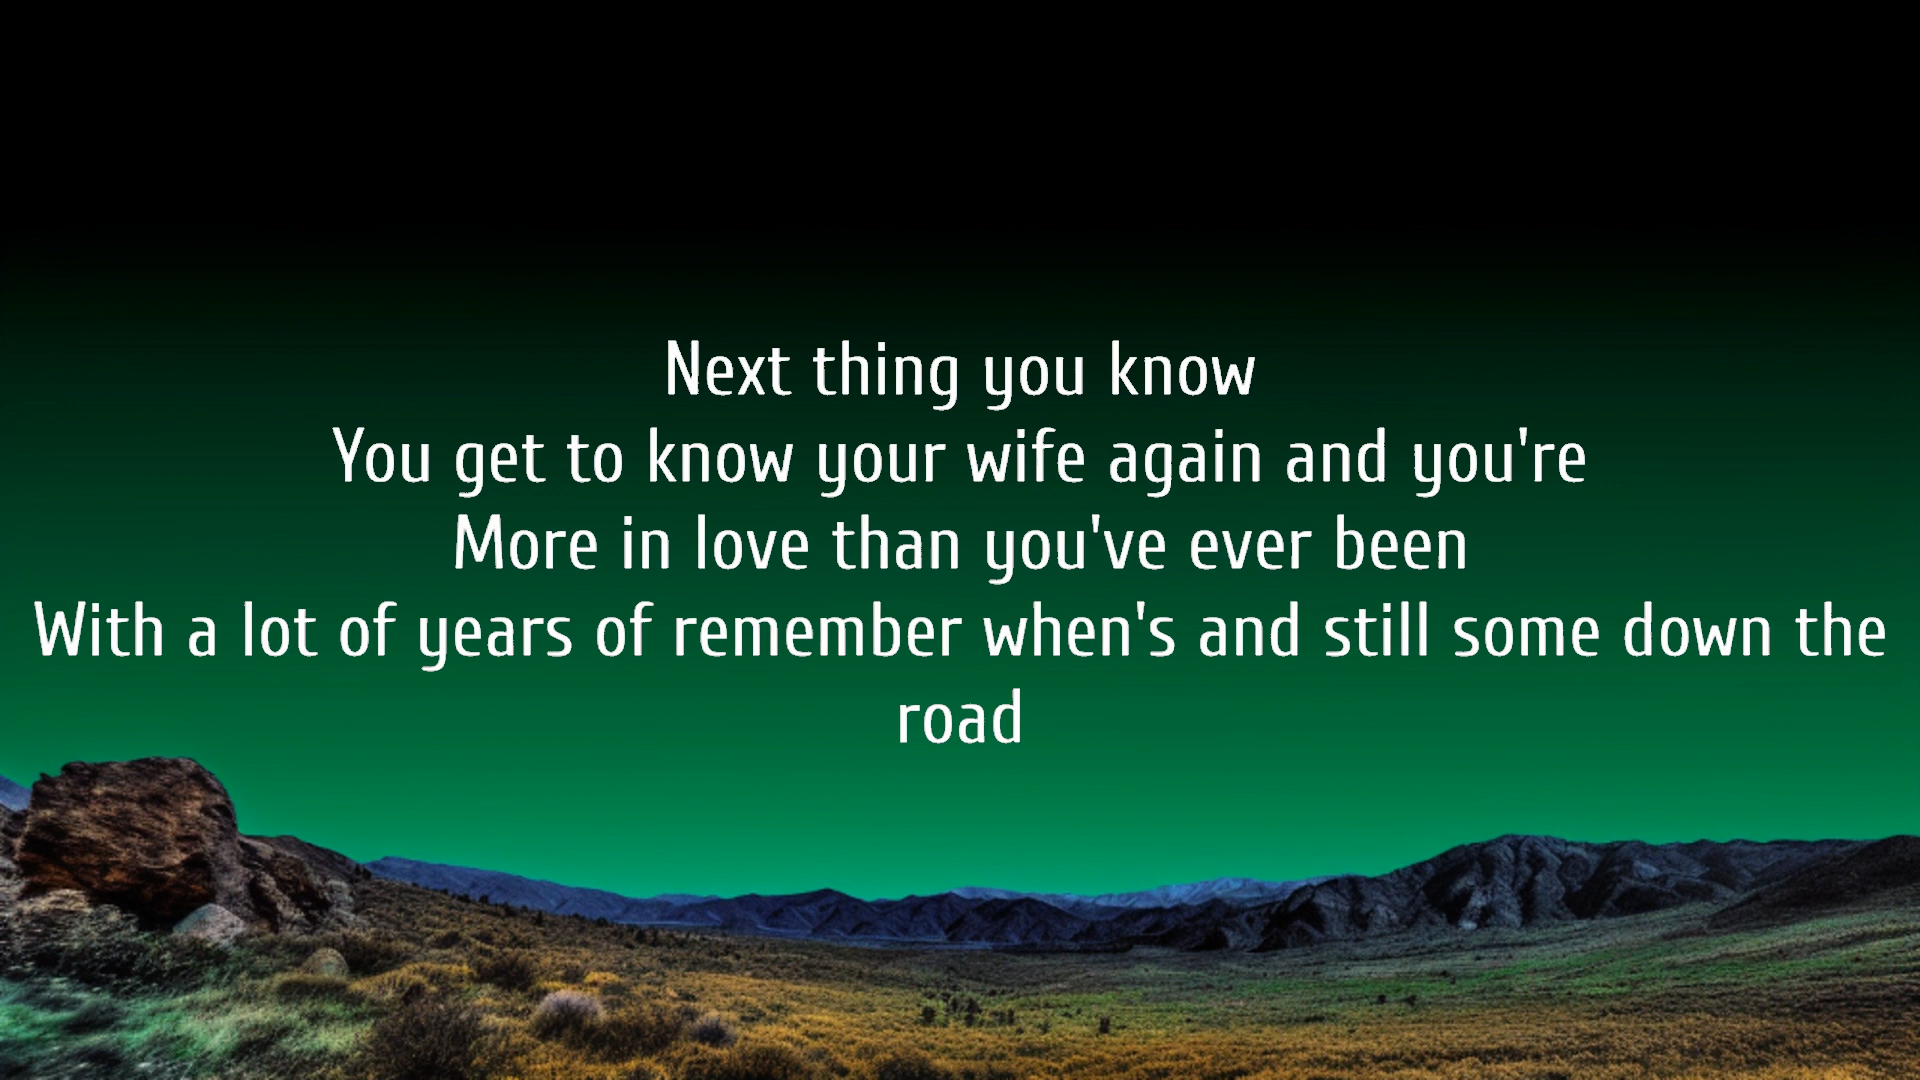 Next thing you know
You get to know your wife again and you're
More in love than you've ever been
With a lot of years of remember when's and still some down the
road